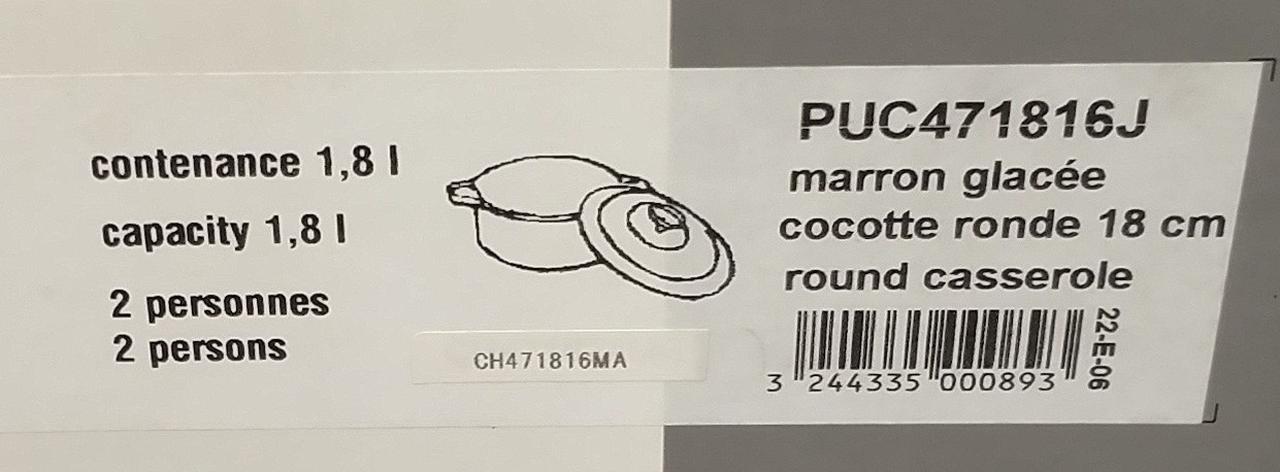 contenance 1,8 l
capacity 1,8 l
2 personnes
2 persons
CH471816MA
PUC471816J
marron glacée
cocotte ronde 18 cm
round casserole
3 244335 000893
22-E-06